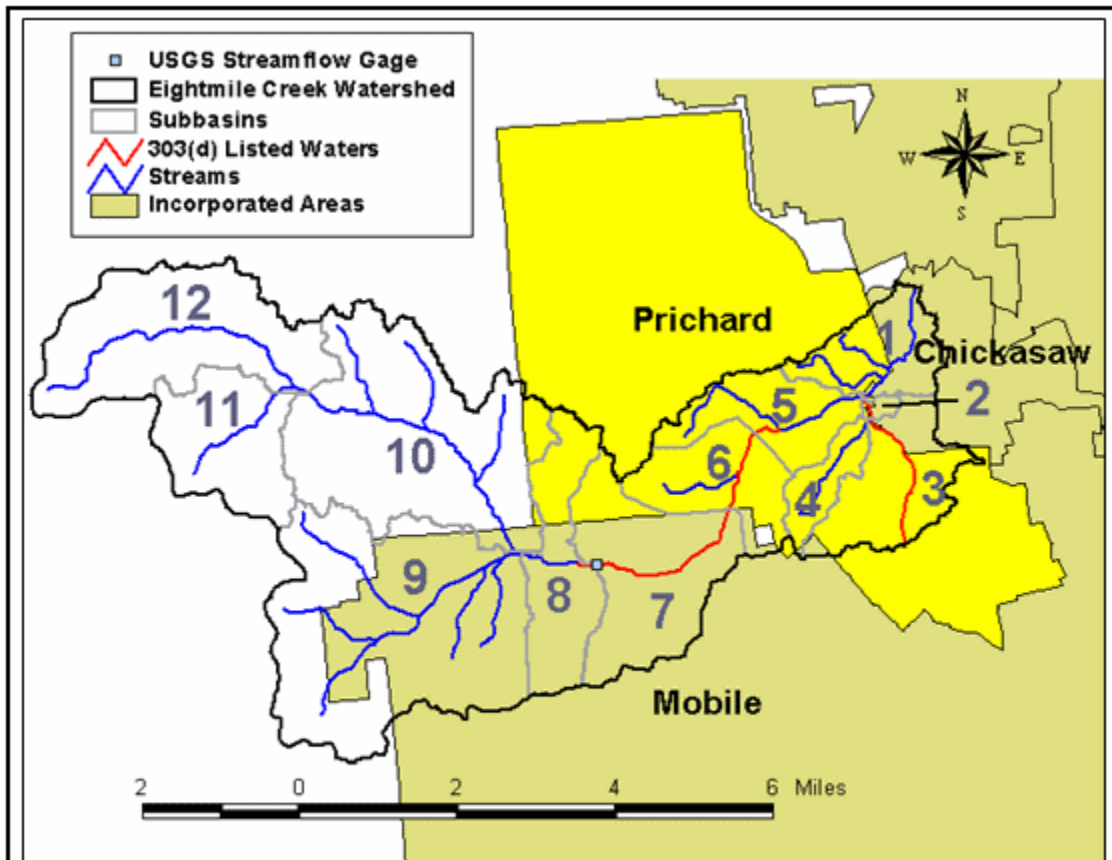 USGS Streamflow Gage
Eightmile Creek Watershed
Subbasins
303(d) Listed Waters
Streams
Incorporated Areas
N
W
E
S
12
Prichard
1
Chickasaw
11
5
2
10
6
4
3
9
8
7
Mobile
2 0 2 4 6 Miles